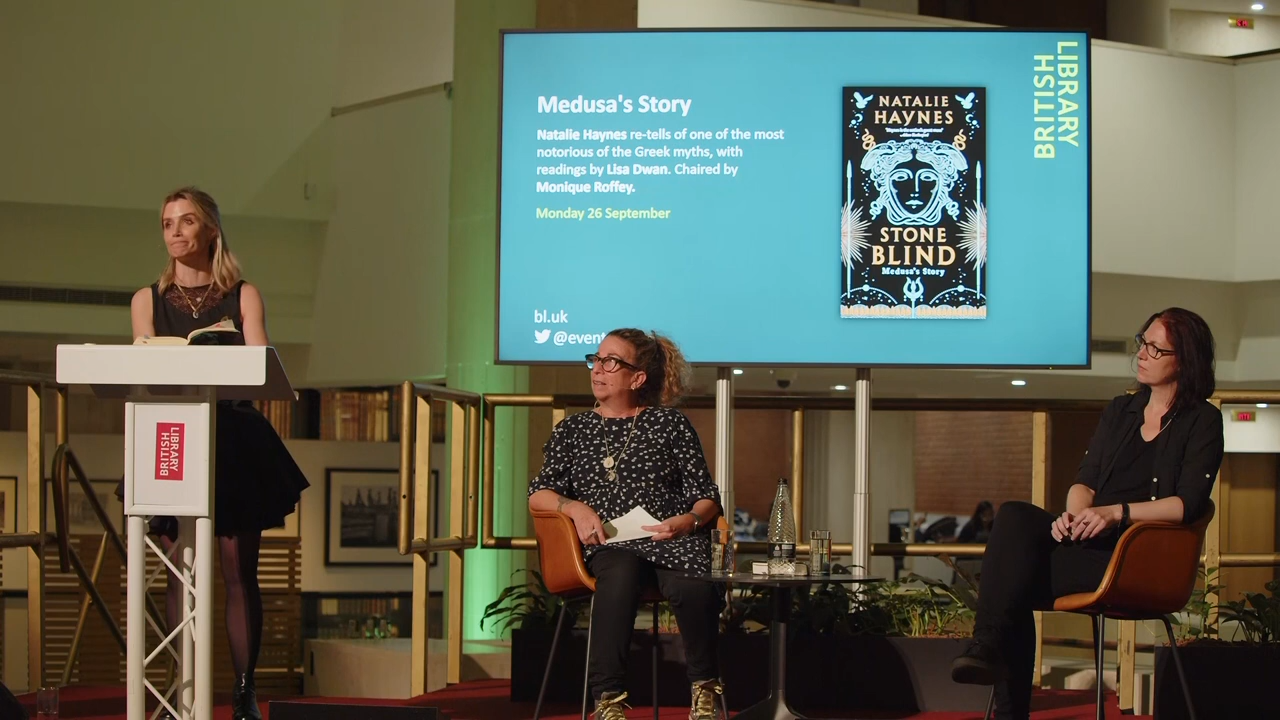 Medusa's Story
Natalie Haynes re-tells of one of the most
notorious of the Greek myths, with
readings by Lisa Dwan. Chaired by
Monique Roffey.
Monday 26 September
bl.uk
@event
LIBRARY
BRITISH
NATALIE
HAYNES
STONE
BLIND
Medusa's Story
LIBRARY
BRITISH